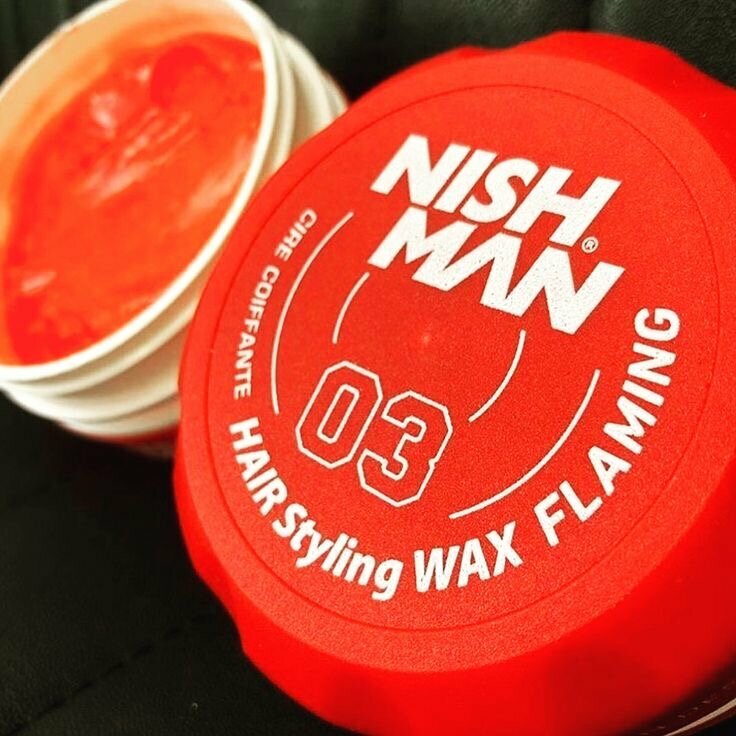 NISH
MAN®
CIRE COIFFANTE
03
HAIR Styling WAX FLAMING